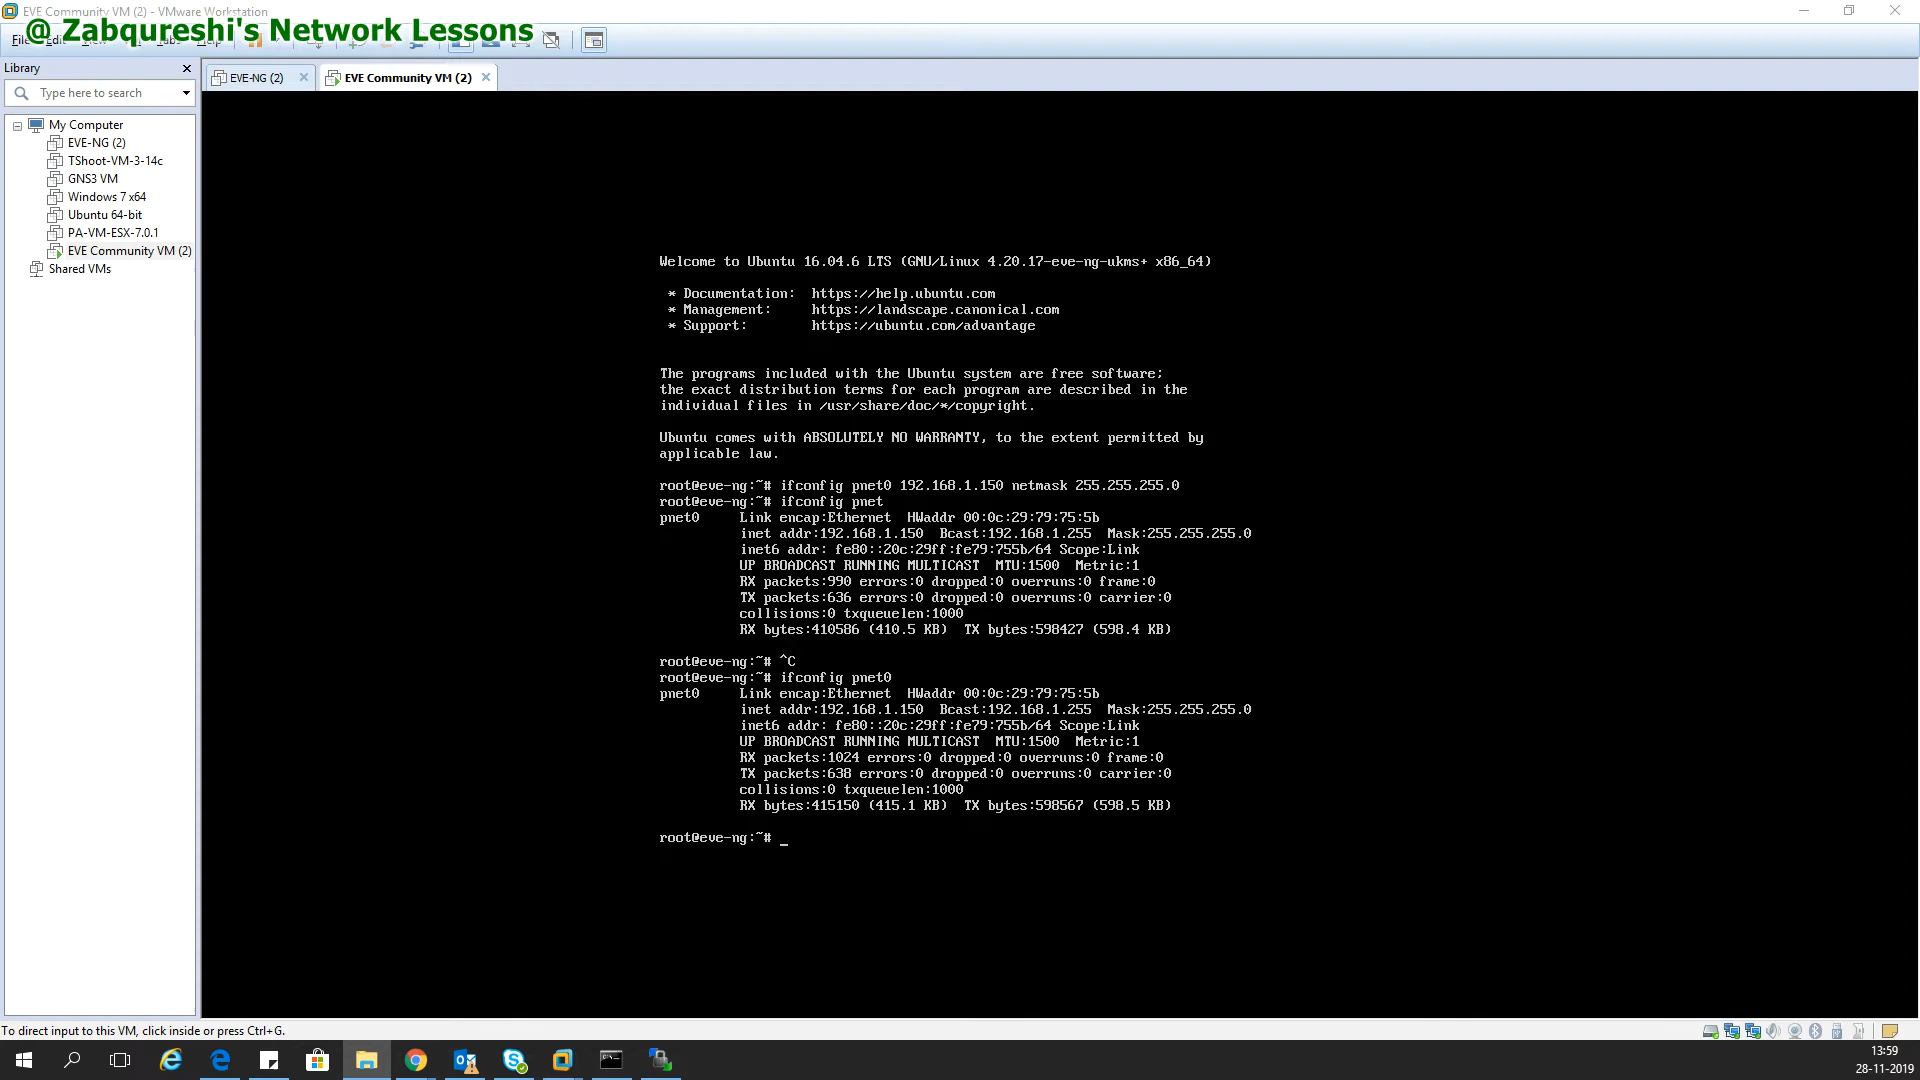 EVE Community VM (2) - VMware Workstation
@ Zabqureshi's Network Lessons
Library
Type here to search
My Computer
EVE-NG (2)
TShoot-VM-3-14c
GNS3 VM
Windows 7 x64
Ubuntu 64-bit
PA-VM-ESX-7.0.1
EVE Community VM (2)
Shared VMs
EVE-NG (2)
EVE Community VM (2)
Welcome to Ubuntu 16.04.6 LTS (GNU/Linux 4.20.17-eve-ng-ukms+ x86_64)
* Documentation:  https://help.ubuntu.com
* Management:     https://landscape.canonical.com
* Support:        https://ubuntu.com/advantage
The programs included with the Ubuntu system are free software;
the exact distribution terms for each program are described in the
individual files in /usr/share/doc/*/copyright.
Ubuntu comes with ABSOLUTELY NO WARRANTY, to the extent permitted by
applicable law.
root@eve-ng:~# ifconfig pnet0 192.168.1.150 netmask 255.255.255.0
root@eve-ng:~# ifconfig pnet
pnet0     Link encap:Ethernet  HWaddr 00:0c:29:79:75:5b
inet addr:192.168.1.150  Bcast:192.168.1.255  Mask:255.255.255.0
inet6 addr: fe80::20c:29ff:fe79:755b/64 Scope:Link
UP BROADCAST RUNNING MULTICAST  MTU:1500  Metric:1
RX packets:990 errors:0 dropped:0 overruns:0 frame:0
TX packets:636 errors:0 dropped:0 overruns:0 carrier:0
collisions:0 txqueuelen:1000
RX bytes:410586 (410.5 KB)  TX bytes:598427 (598.4 KB)
root@eve-ng:~# ^C
root@eve-ng:~# ifconfig pnet0
pnet0     Link encap:Ethernet  HWaddr 00:0c:29:79:75:5b
inet addr:192.168.1.150  Bcast:192.168.1.255  Mask:255.255.255.0
inet6 addr: fe80::20c:29ff:fe79:755b/64 Scope:Link
UP BROADCAST RUNNING MULTICAST  MTU:1500  Metric:1
RX packets:1024 errors:0 dropped:0 overruns:0 frame:0
TX packets:638 errors:0 dropped:0 overruns:0 carrier:0
collisions:0 txqueuelen:1000
RX bytes:415150 (415.1 KB)  TX bytes:598567 (598.5 KB)
root@eve-ng:~# _
To direct input to this VM, click inside or press Ctrl+G.
13:59
28-11-2019